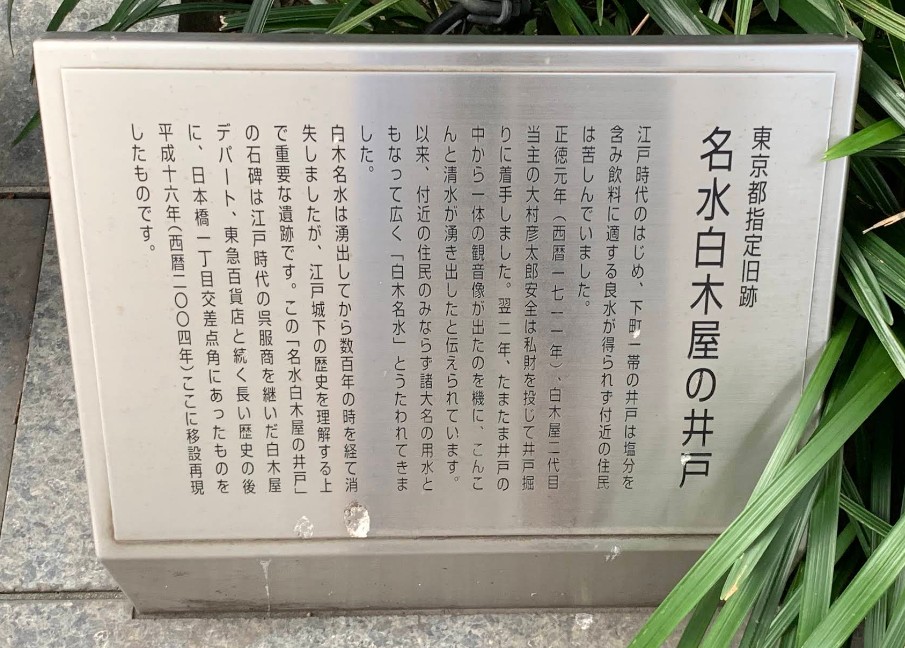 東京都指定旧跡
名水白木屋の井戸
江戸時代のはじめ、下町一帯の井戸は塩分を
含み飲料に適する良水が得られず付近の住民
は苦しんでいました。
正徳元年（西暦一七一一年）、白木屋二代目
当主の大村彦太郎安全は私財を投じて井戸掘
りに着手しました。翌二年、たまたま井戸の
中から一体の観音像が出たのを機に、こんこ
んと清水が湧き出したと伝えられています。
以来、付近の住民のみならず諸大名の用水と
もなって広く「白木名水」とうたわれてきま
した。
白木名水は湧出してから数百年の時を経て消
失しましたが、江戸城下の歴史を理解する上
で重要な遺跡です。この「名水白木屋の井戸」
の石碑は江戸時代の呉服商を継いだ白木屋
デパート、東急百貨店と続く長い歴史の後
に、日本橋一丁目交差点角にあったものを
平成十六年（西暦二〇〇四年）ここに移設再現
したものです。